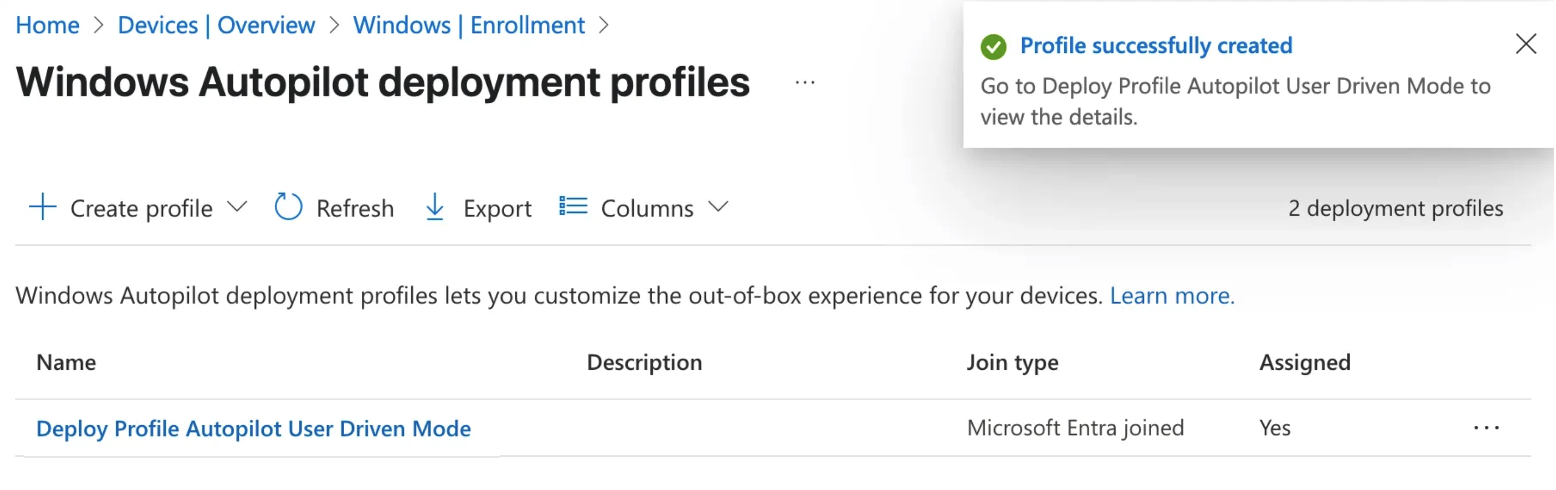 Home > Devices | Overview > Windows | Enrollment >
Windows Autopilot deployment profiles ...
Profile successfully created
Go to Deploy Profile Autopilot User Driven Mode to
view the details.
Create profile Refresh Export Columns 2 deployment profiles
Windows Autopilot deployment profiles lets you customize the out-of-box experience for your devices. Learn more.
Name Description Join type Assigned
Deploy Profile Autopilot User Driven Mode Microsoft Entra joined Yes ...